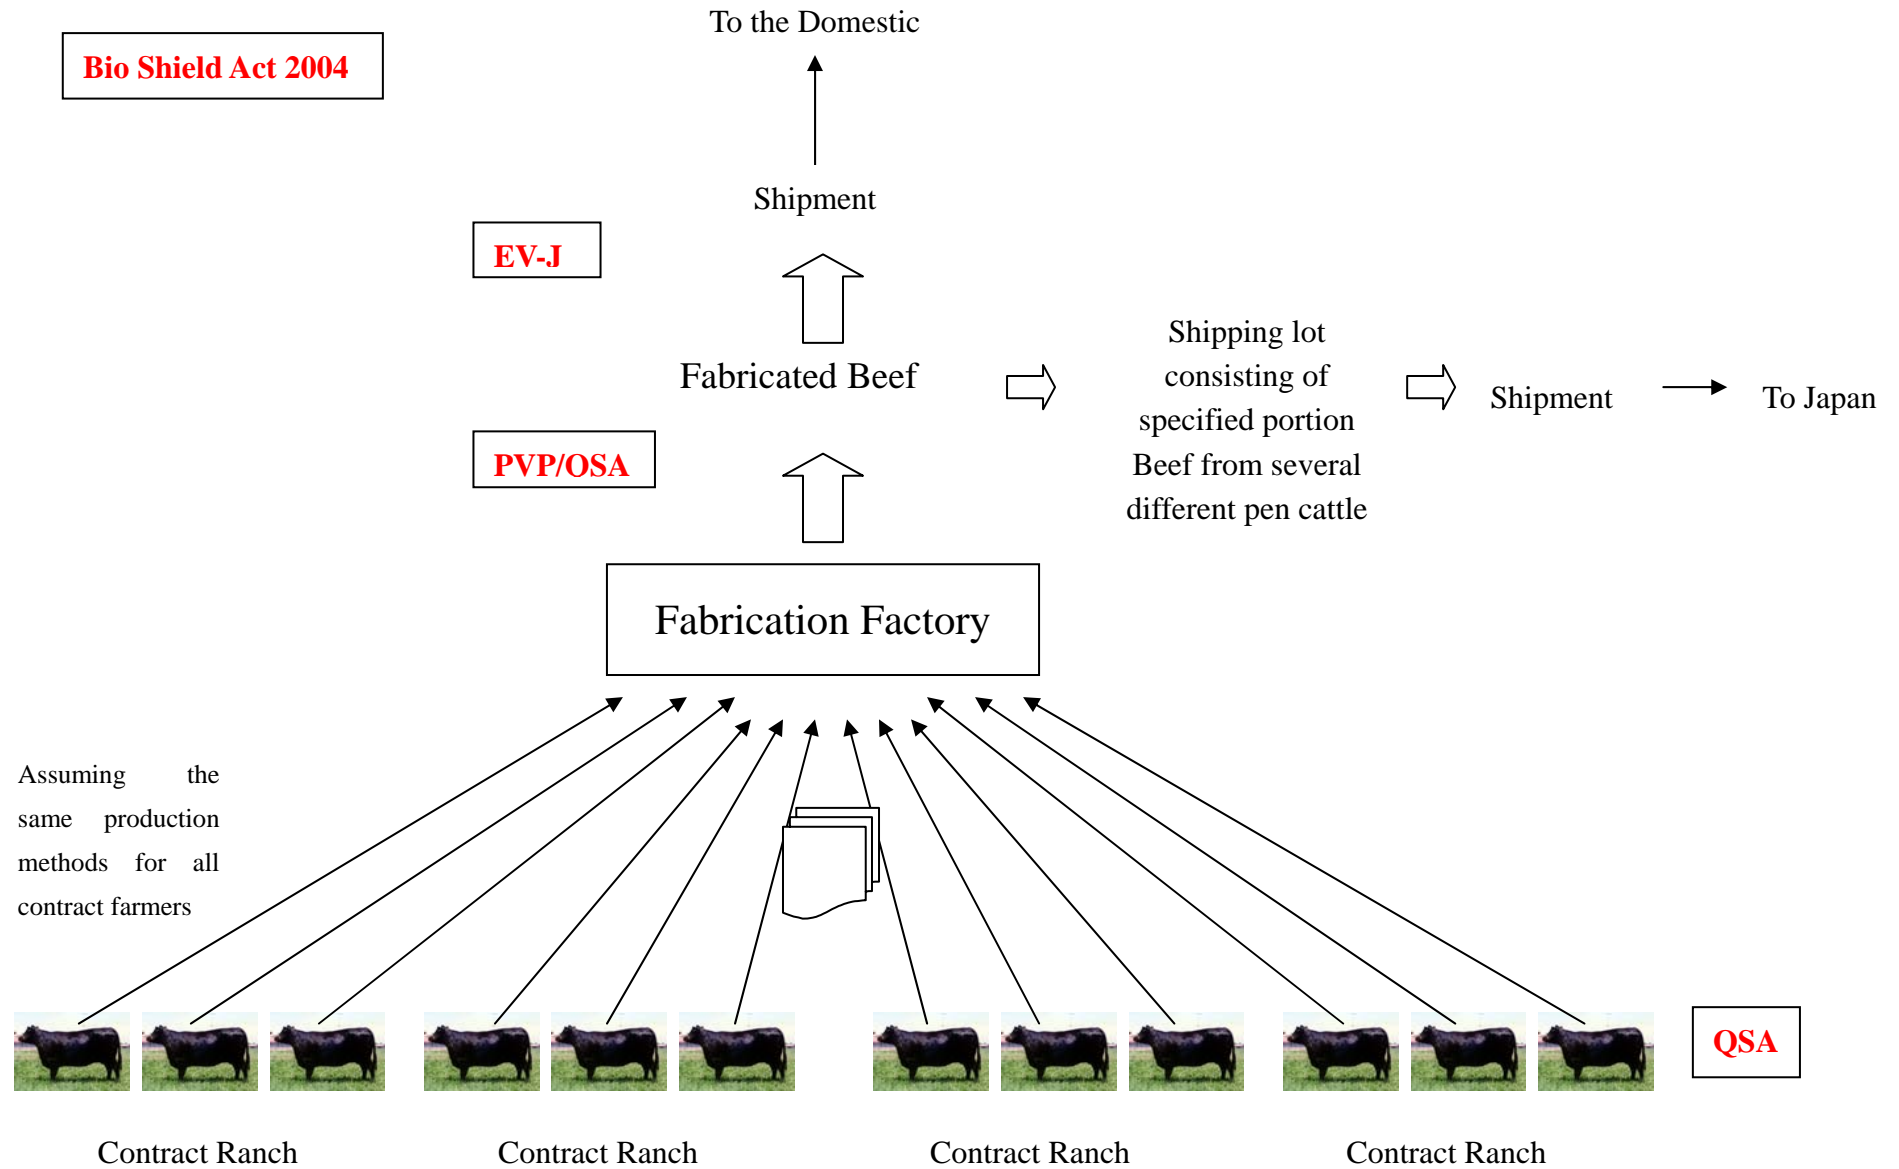 To the Domestic
Bio Shield Act 2004
Shipment
EV-J
Fabricated Beef
Shipping lot
consisting of
specified portion
Beef from several
different pen cattle
Shipment
To Japan
PVP/OSA
Fabrication Factory
Assuming the
same production
methods for all
contract farmers
QSA
Contract Ranch
Contract Ranch
Contract Ranch
Contract Ranch